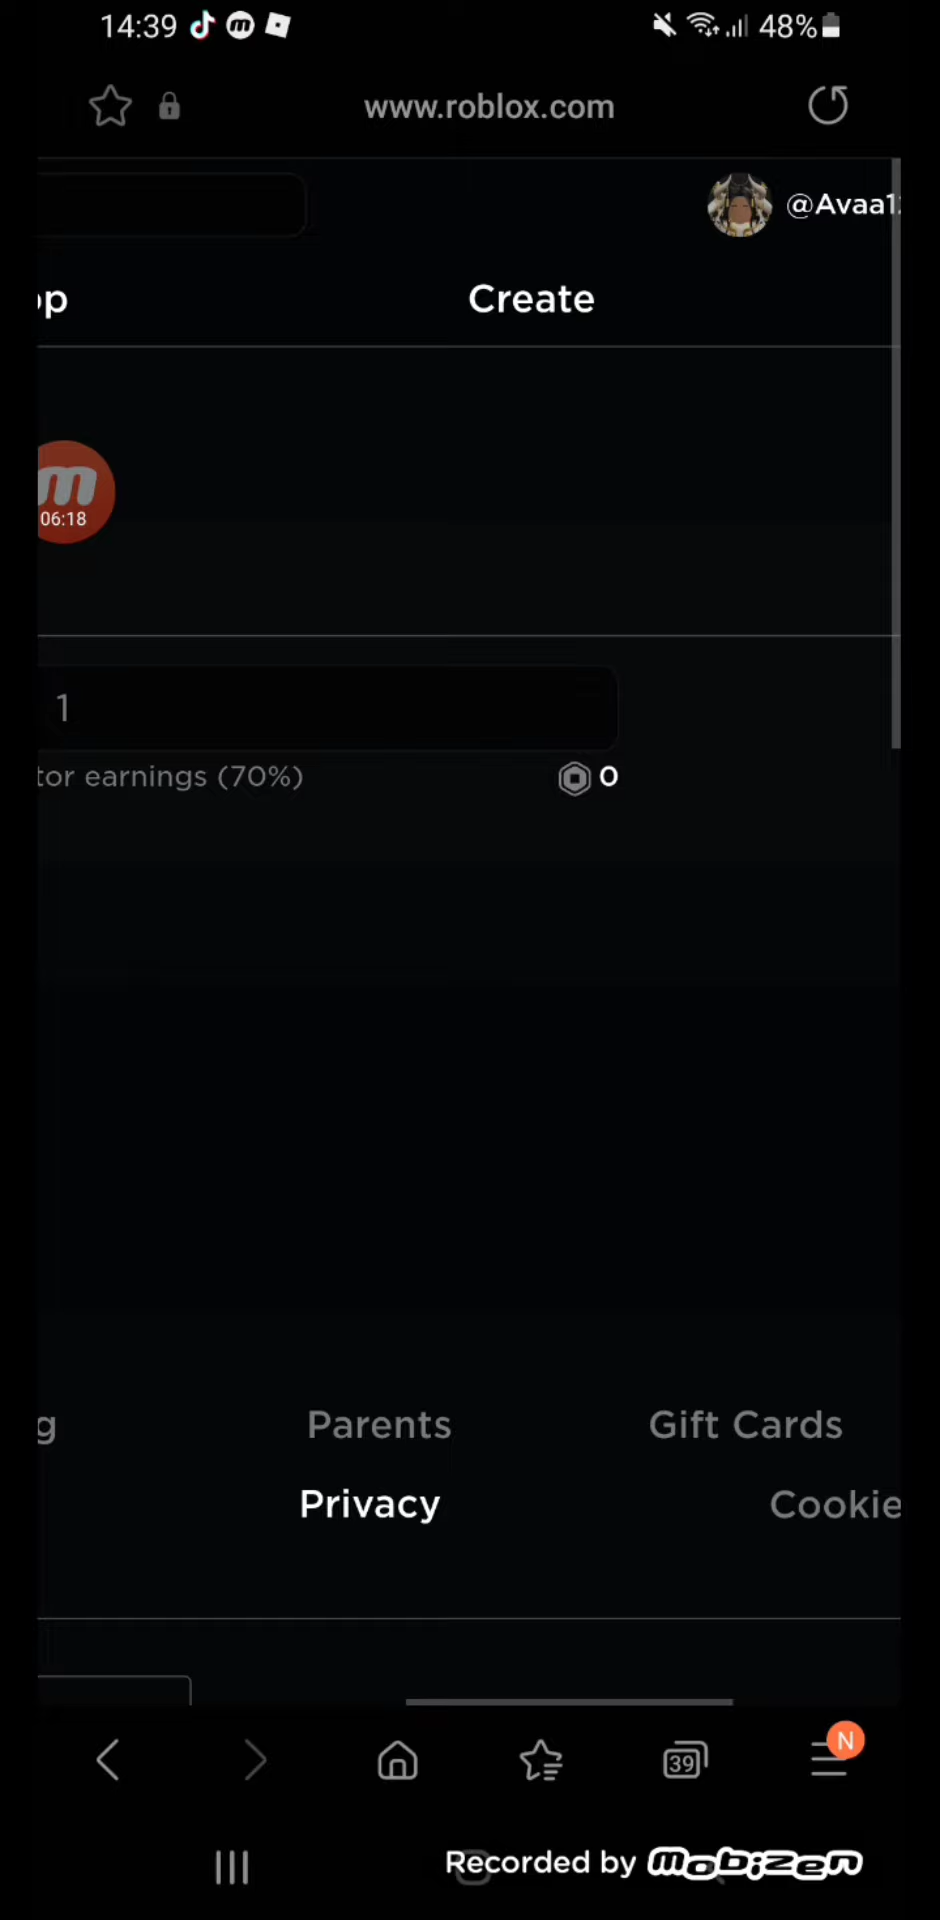 14:39 48%
www.roblox.com
@Avaa1
op Create
m
06:18
1
tor earnings (70%) 0
g Parents Gift Cards
Privacy Cookie
39 N
Recorded by mobizen